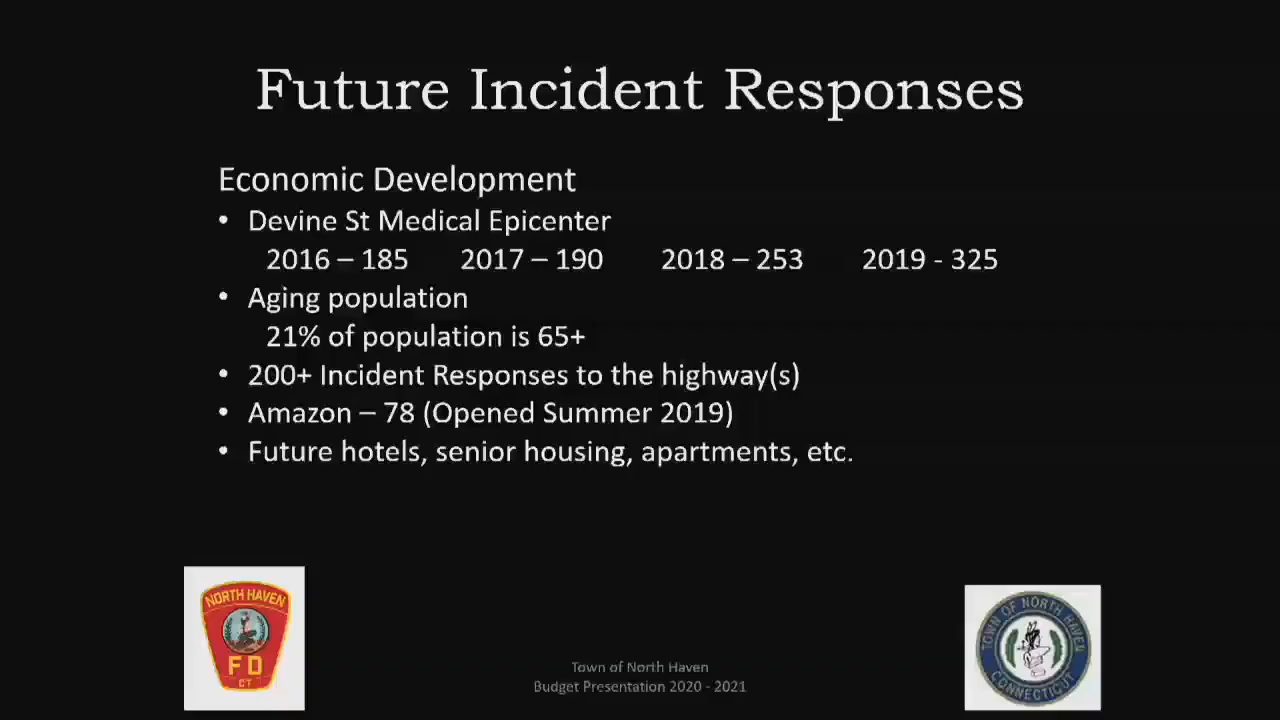 Future Incident Responses
Economic Development
• Devine St Medical Epicenter
2016 – 185 2017 – 190 2018 – 253 2019 - 325
• Aging population
21% of population is 65+
• 200+ Incident Responses to the highway(s)
• Amazon – 78 (Opened Summer 2019)
• Future hotels, senior housing, apartments, etc.
NORTH HAVEN
FD
CT
TOWN OF NORTH HAVEN
CONNECTICUT
Town of North Haven
Budget Presentation 2020 - 2021